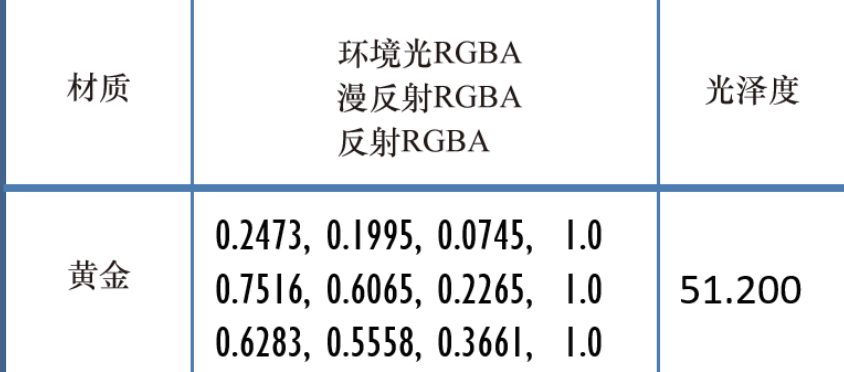 材质
环境光RGBA
漫反射RGBA
反射RGBA
光泽度
黄金
0.2473, 0.1995, 0.0745, 1.0
0.7516, 0.6065, 0.2265, 1.0
0.6283, 0.5558, 0.3661, 1.0
51.200